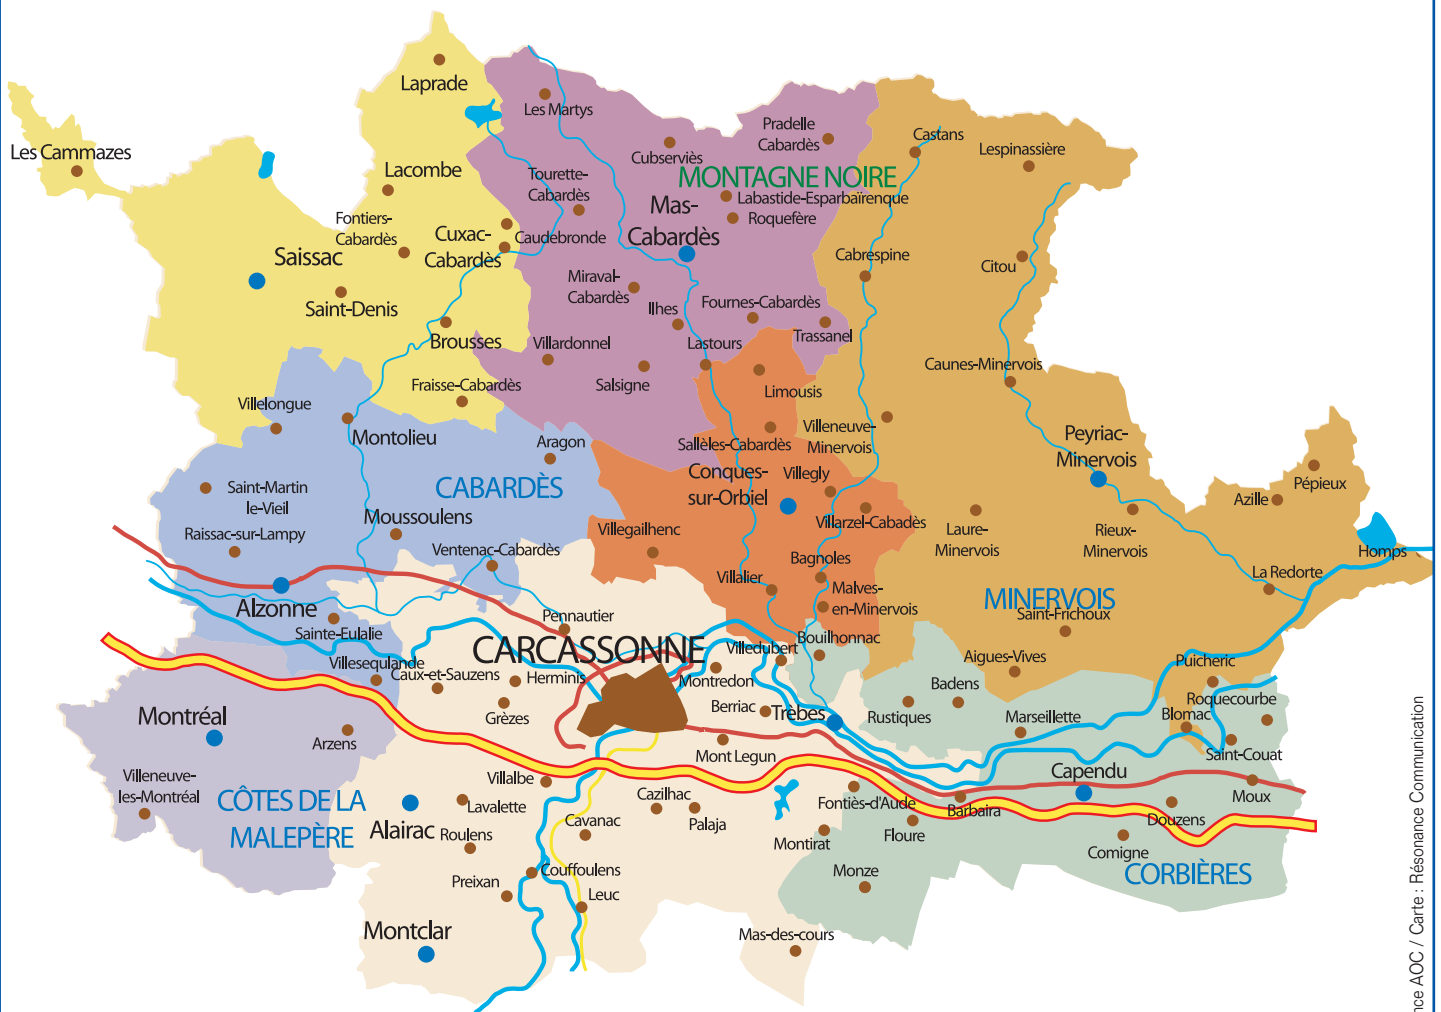 Laprade
Les Martys
Les Cammazes
Lacombe
Cubserviès
Pradelle
Cabardès
Castans
Lespinassière
MONTAGNE NOIRE
Tourette-
Cabardès
Labastide-Esparbaïrenque
Roquefère
Mas-
Cabardès
Fontiers-
Cabardès
Cuxac-
Cabardès
Caudebronde
Saissac
Saint-Denis
Miraval-
Cabardès
Ilhes
Fournes-Cabardès
Trassanel
Cabrespine
Citou
Brousses
Villardonnel
Lastours
Salsigne
Limousis
Caunes-Minervois
Fraisse-Cabardès
Villelongue
Montolieu
Aragon
Sallèles-Cabardès
Villeneuve-
Minervois
Peyriac-
Minervois
Conques-
sur-Orbiel
Villegly
Pépieux
Azille
CABARDÈS
Saint-Martin
le-Vieil
Moussoulens
Raissac-sur-Lampy
Ventenac-Cabardès
Villegailhenc
Villarzel-Cabadès
Laure-
Minervois
Rieux-
Minervois
Homps
Bagnoles
Villalier
Malves-
en-Minervois
La Redorte
MINERVOIS
Saint-Frichoux
Alzonne
Sainte-Eulalie
Pennautier
CARCASSONNE
Bouilhonnac
Villedubert
Villesequlande
Caux-et-Sauzens
Herminis
Montredon
Aigues-Vives
Puicheric
Badens
Roquecourbe
Grèzes
Berriac
Trèbes
Rustiques
Marseillette
Blomac
Montréal
Arzens
Mont Legun
Saint-Couat
Villeneuve-
les-Montréal
CÔTES DE LA
MALEPÈRE
Villalbe
Capendu
Moux
Alairac
Lavalette
Cazilhac
Palaja
Fontiès-d'Aude
Barbaira
Douzens
Roulens
Cavanac
Montirat
Floure
Comigne
CORBIÈRES
Preixan
Couffoulens
Leuc
Monze
Montclar
Mas-des-cours
nce AOC / Carte : Résonance Communication